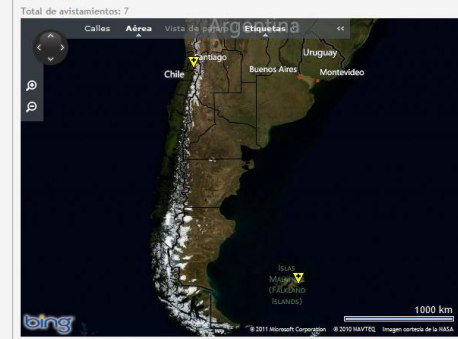 Total de avistamientos: 7
Calles Aérea Vista de pájaro Etiquetas <<
Argentina
Santiago
Chile
Uruguay
Buenos Aires
Montevideo
ISLAS
MALVINAS
(FALKLAND
ISLANDS)
1000 km
bing
© 2011 Microsoft Corporation © 2010 NAVTEQ Imagen cortesía de la NASA